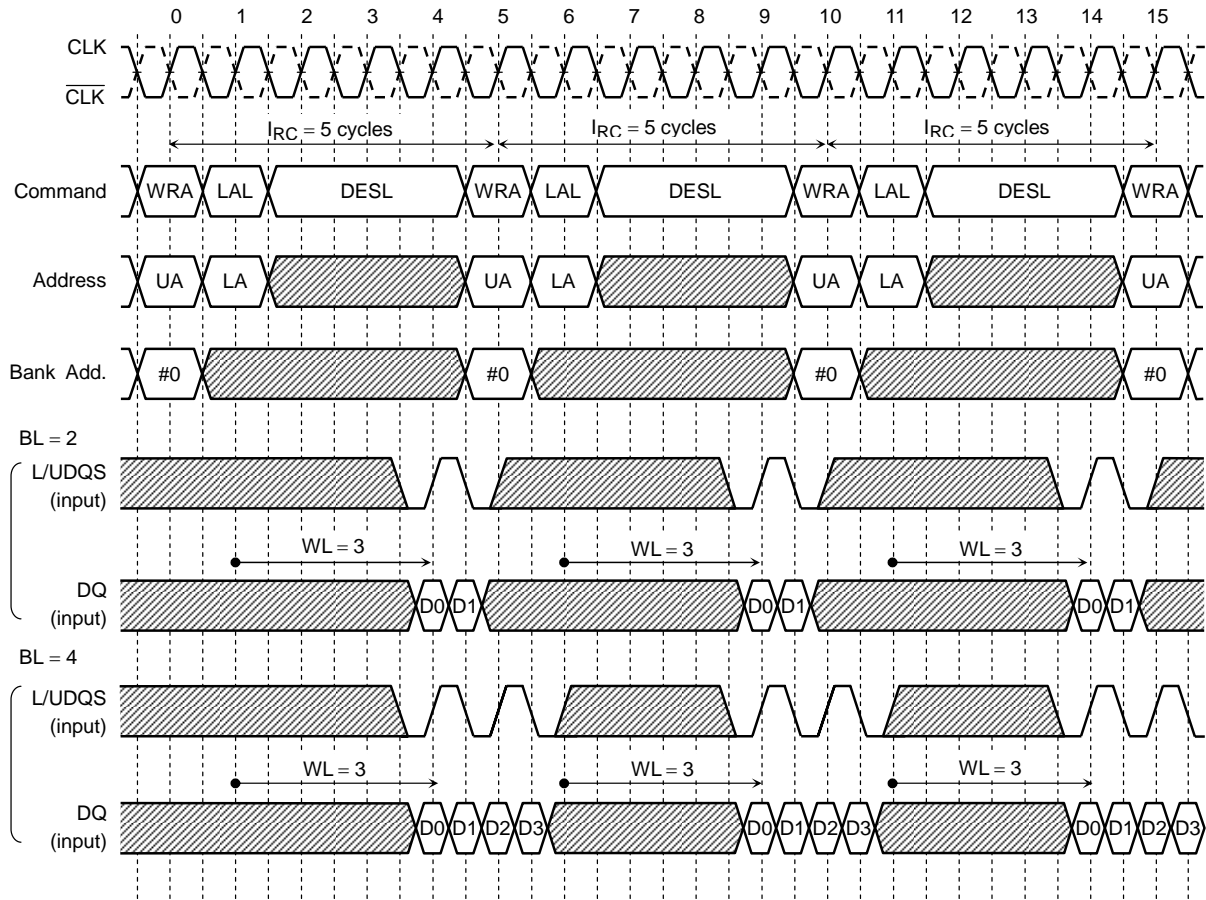 0 1 2 3 4 5 6 7 8 9 10 11 12 13 14 15
CLK
CLK
IRC = 5 cycles IRC = 5 cycles IRC = 5 cycles
Command WRA LAL DESL WRA LAL DESL WRA LAL DESL WRA
Address UA LA UA LA UA LA UA
Bank Add. #0 #0 #0 #0
BL = 2
L/UDQS
(input)
WL = 3 WL = 3 WL = 3
DQ
(input)
D0 D1 D0 D1 D0 D1
BL = 4
L/UDQS
(input)
WL = 3 WL = 3 WL = 3
DQ
(input)
D0 D1 D2 D3 D0 D1 D2 D3 D0 D1 D2 D3